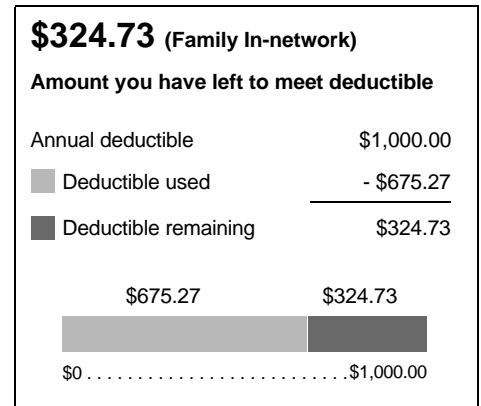 $324.73 (Family In-network)
Amount you have left to meet deductible
Annual deductible $1,000.00
Deductible used - $675.27
Deductible remaining $324.73
$675.27 $324.73
$0 . . . . . . . . . . . . . . . . . . . . . . . . . . $1,000.00